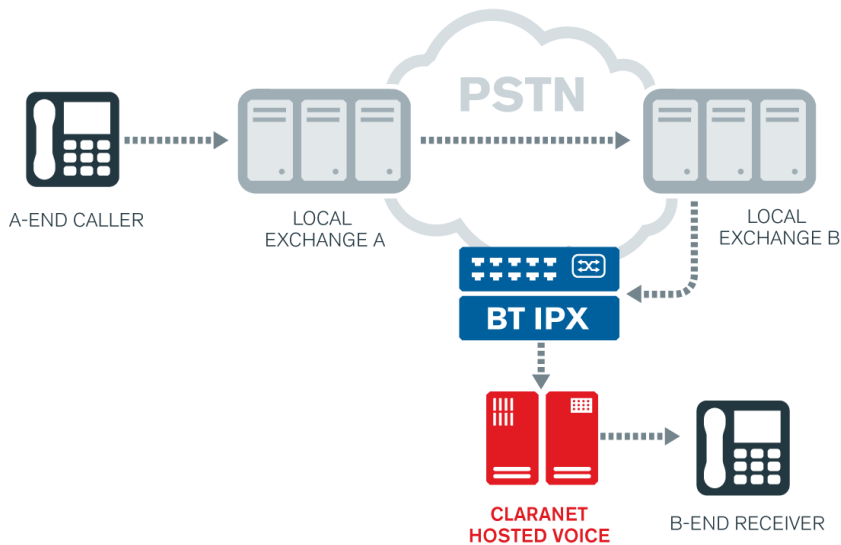 PSTN
A-END CALLER
LOCAL
EXCHANGE A
LOCAL
EXCHANGE B
BT IPX
CLARANET
HOSTED VOICE
B-END RECEIVER